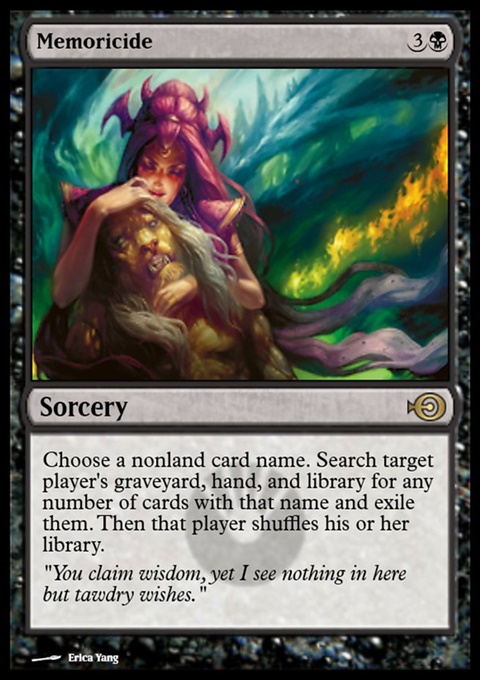 Memoricide 3
Sorcery
Choose a nonland card name. Search target
player's graveyard, hand, and library for any
number of cards with that name and exile
them. Then that player shuffles his or her
library.
"You claim wisdom, yet I see nothing in here
but tawdry wishes."
Erica Yang